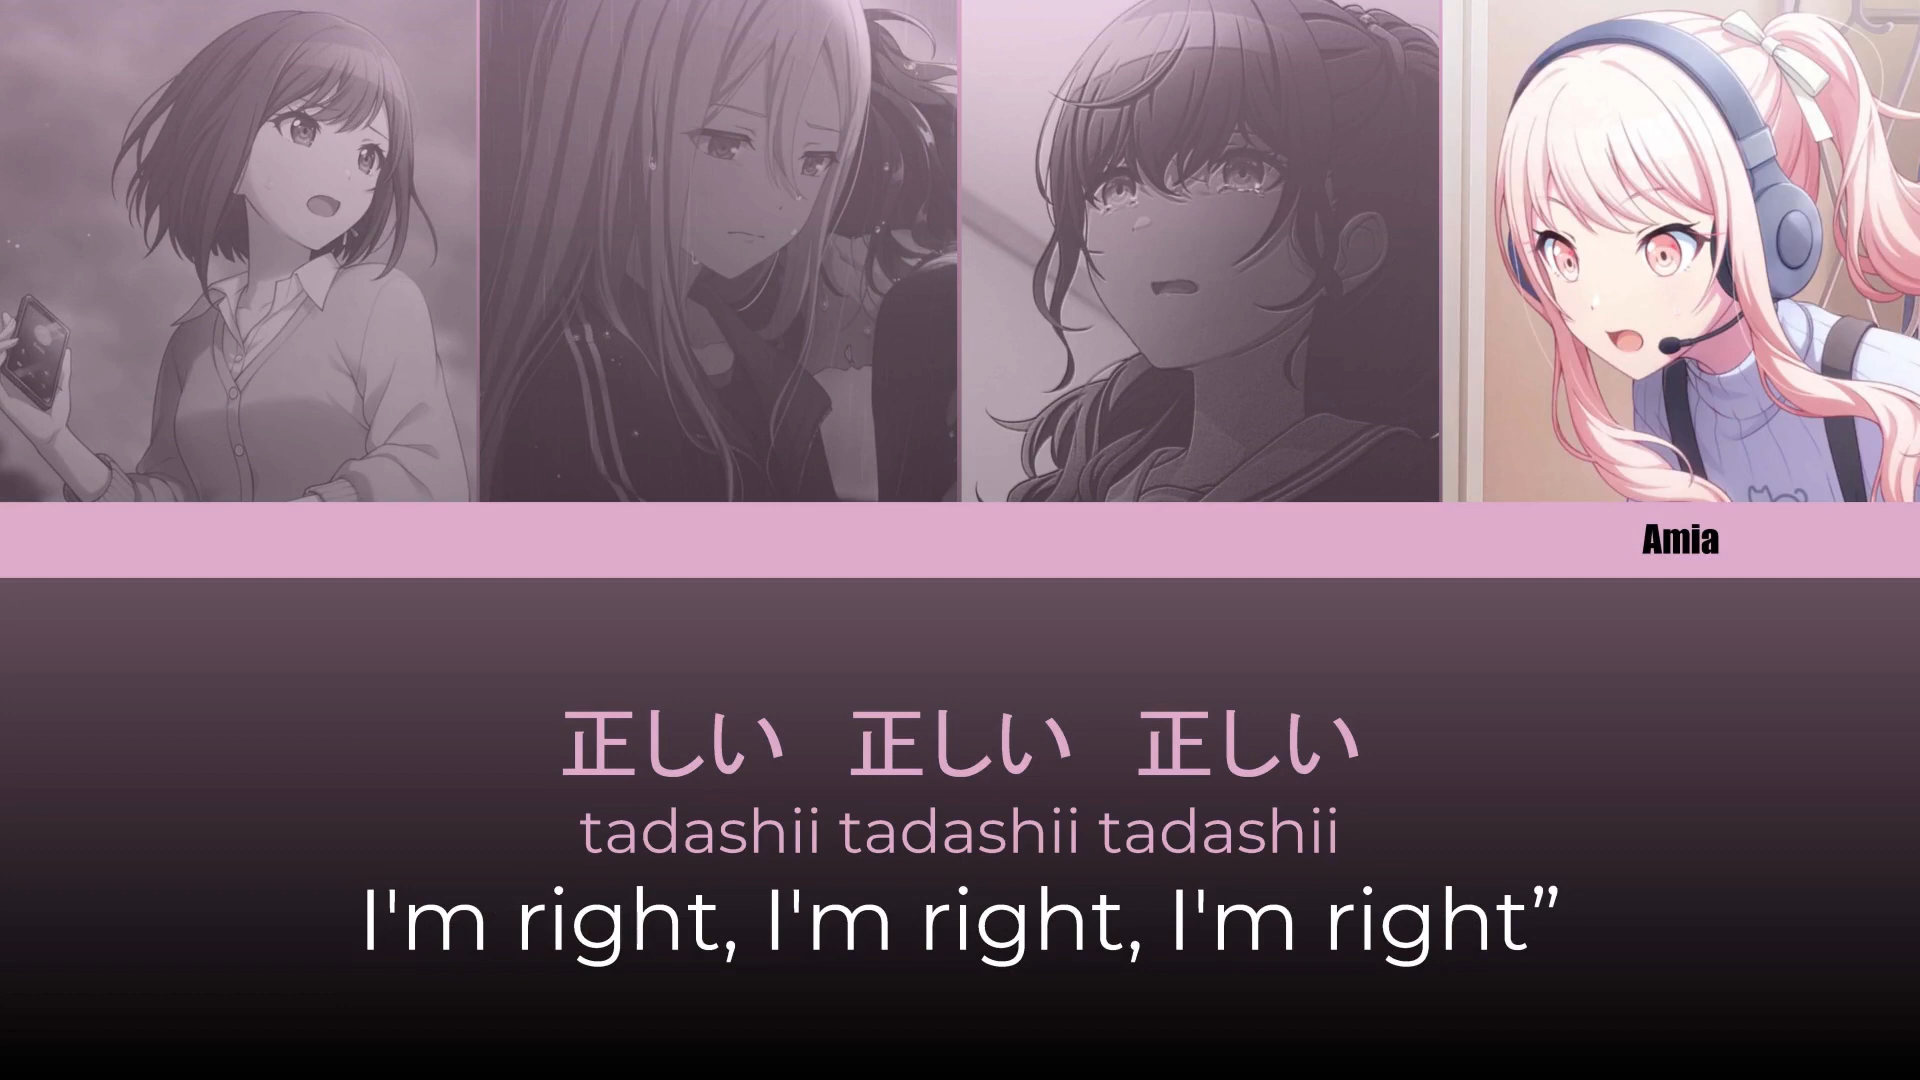 Amia
正しい 正しい 正しい
tadashii tadashii tadashii
I'm right, I'm right, I'm right”